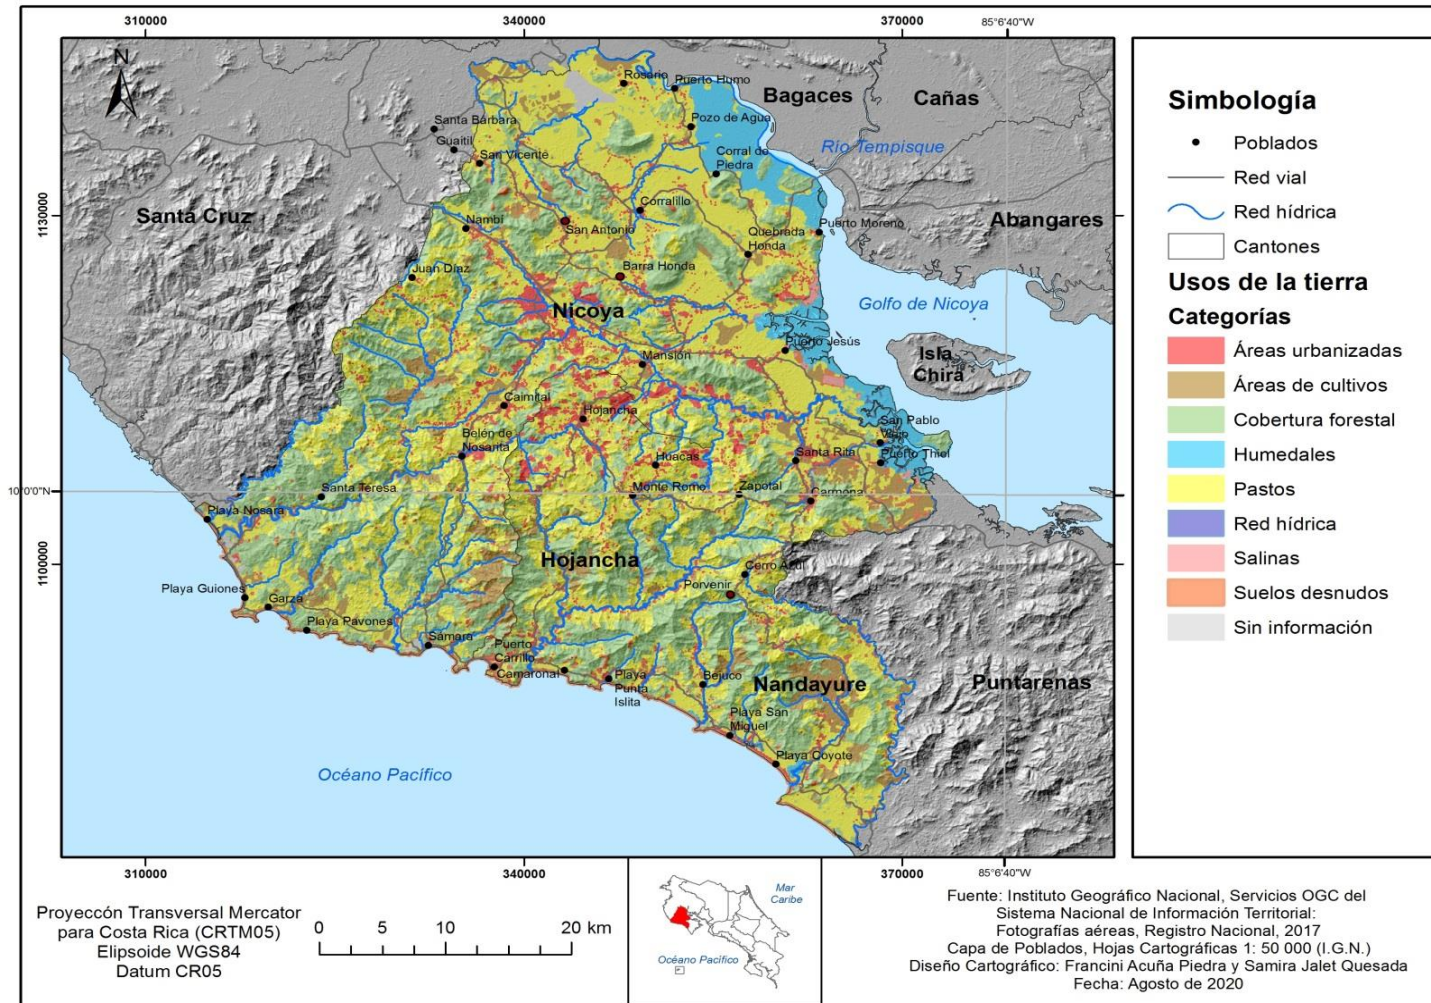 310000
340000
370000
85°6'40"W
N
Rosario
Puerto Humo
Bagaces
Cañas
Santa Bárbara
Pozo de Agua
Guaitil
San Vicente
Corral de
Piedra
Río Tempisque
Santa Cruz
1130000
Nambí
San Antonio
Corralillo
Quebrada
Honda
Puerto Moreno
Abangares
Juan Díaz
Barra Honda
Nicoya
Golfo de Nicoya
Mansión
Puerto Jesús
Isla
Chira
Caimital
Hojancha
Belén de
Nosarita
San Pablo
Viejo
Huacas
Santa Rita
Puerto Thiel
10°0'0"N
Santa Teresa
Monte Romo
Zapotal
Carmona
Playa Nosara
1100000
Hojancha
Cerro Azul
Porvenir
Playa Guiones
Garza
Playa Pavones
Sámara
Puerto
Carrillo
Camaronal
Playa
Punta
Islita
Bejuco
Nandayure
Puntarenas
Playa San
Miguel
Playa Coyote
Océano Pacífico
310000
340000
370000
85°6'40"W
Simbología
Poblados
Red vial
Red hídrica
Cantones
Usos de la tierra
Categorías
Áreas urbanizadas
Áreas de cultivos
Cobertura forestal
Humedales
Pastos
Red hídrica
Salinas
Suelos desnudos
Sin información
Proyeccón Transversal Mercator
para Costa Rica (CRTM05)
Elipsoide WGS84
Datum CR05
0 5 10 20 km
Mar
Caribe
Océano Pacífico
Fuente: Instituto Geográfico Nacional, Servicios OGC del
Sistema Nacional de Información Territorial:
Fotografías aéreas, Registro Nacional, 2017
Capa de Poblados, Hojas Cartográficas 1: 50 000 (I.G.N.)
Diseño Cartográfico: Francini Acuña Piedra y Samira Jalet Quesada
Fecha: Agosto de 2020